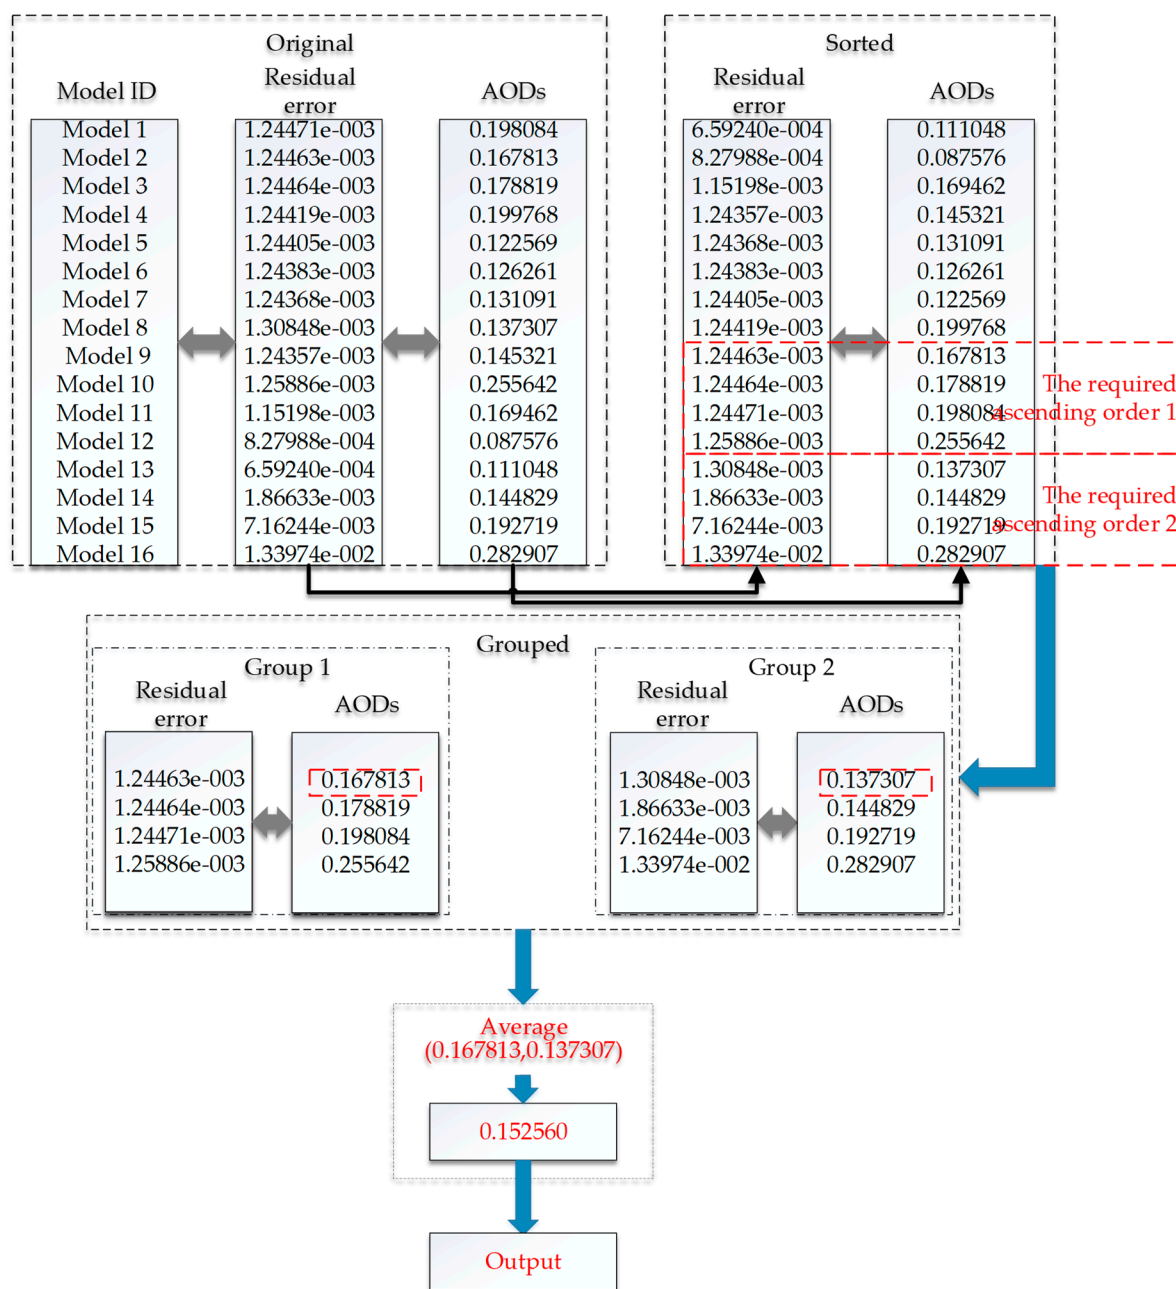 Original
Model ID
Residual
error
AODs
Model 1 1.24471e-003 0.198084
Model 2 1.24463e-003 0.167813
Model 3 1.24464e-003 0.178819
Model 4 1.24419e-003 0.199768
Model 5 1.24405e-003 0.122569
Model 6 1.24383e-003 0.126261
Model 7 1.24368e-003 0.131091
Model 8 1.30848e-003 0.137307
Model 9 1.24357e-003 0.145321
Model 10 1.25886e-003 0.255642
Model 11 1.15198e-003 0.169462
Model 12 8.27988e-004 0.087576
Model 13 6.59240e-004 0.111048
Model 14 1.86633e-003 0.144829
Model 15 7.16244e-003 0.192719
Model 16 1.33974e-002 0.282907
Sorted
Residual
error
AODs
6.59240e-004 0.111048
8.27988e-004 0.087576
1.15198e-003 0.169462
1.24357e-003 0.145321
1.24368e-003 0.131091
1.24383e-003 0.126261
1.24405e-003 0.122569
1.24419e-003 0.199768
1.24463e-003 0.167813
1.24464e-003 0.178819
1.24471e-003 0.198084
1.25886e-003 0.255642
1.30848e-003 0.137307
1.86633e-003 0.144829
7.16244e-003 0.192719
1.33974e-002 0.282907
The required
ascending order 1
The required
ascending order 2
Grouped
Group 1
Residual
error
AODs
1.24463e-003 0.167813
1.24464e-003 0.178819
1.24471e-003 0.198084
1.25886e-003 0.255642
Group 2
Residual
error
AODs
1.30848e-003 0.137307
1.86633e-003 0.144829
7.16244e-003 0.192719
1.33974e-002 0.282907
Average
(0.167813,0.137307)
0.152560
Output